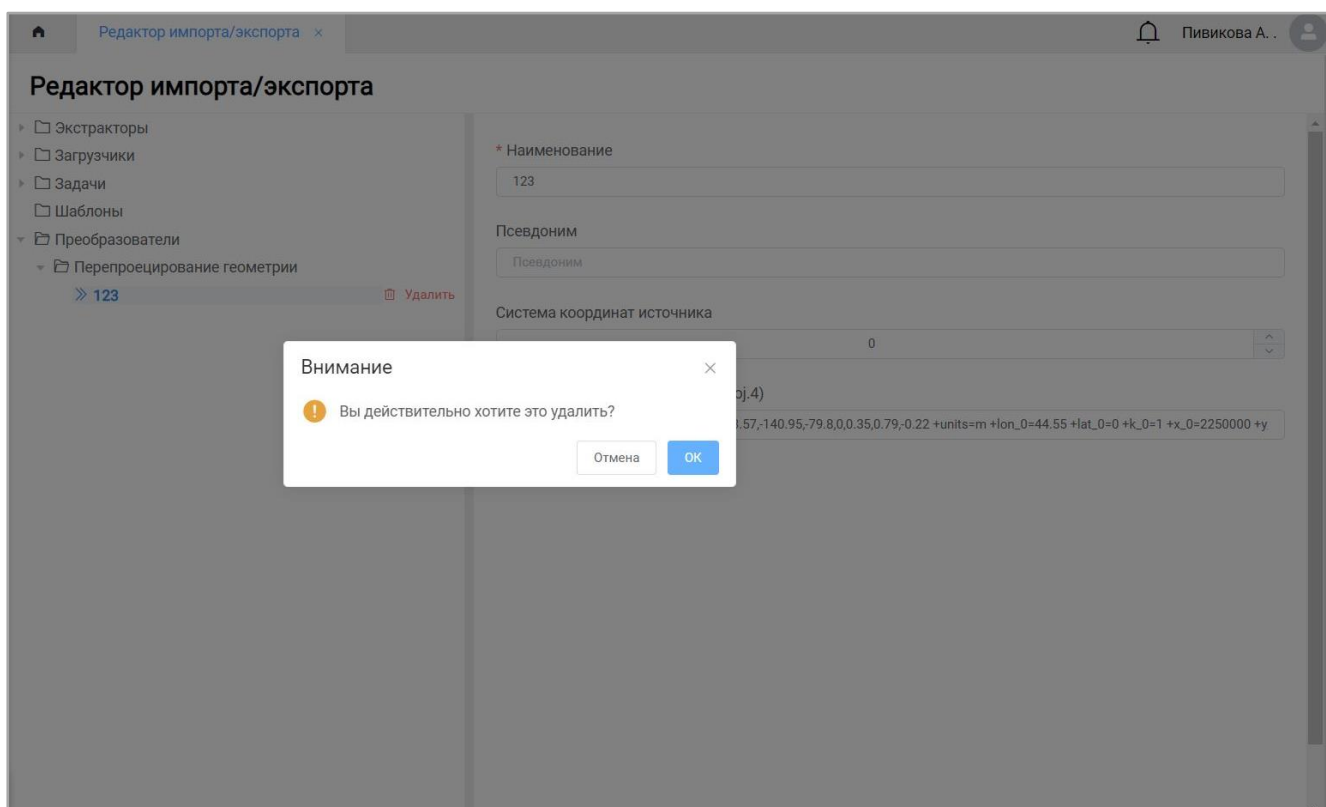 Редактор импорта/экспорта ×
Пивикова А. .
Редактор импорта/экспорта
Экстракторы
Загрузчики
Задачи
Шаблоны
Преобразователи
Перепроецирование геометрии
123 Удалить
* Наименование
123
Псевдоним
Псевдоним
Система координат источника
0
oj.4)
.57,-140.95,-79.8,0,0.35,0.79,-0.22 +units=m +lon_0=44.55 +lat_0=0 +k_0=1 +x_0=2250000 +y
Внимание
Вы действительно хотите это удалить?
Отмена OK